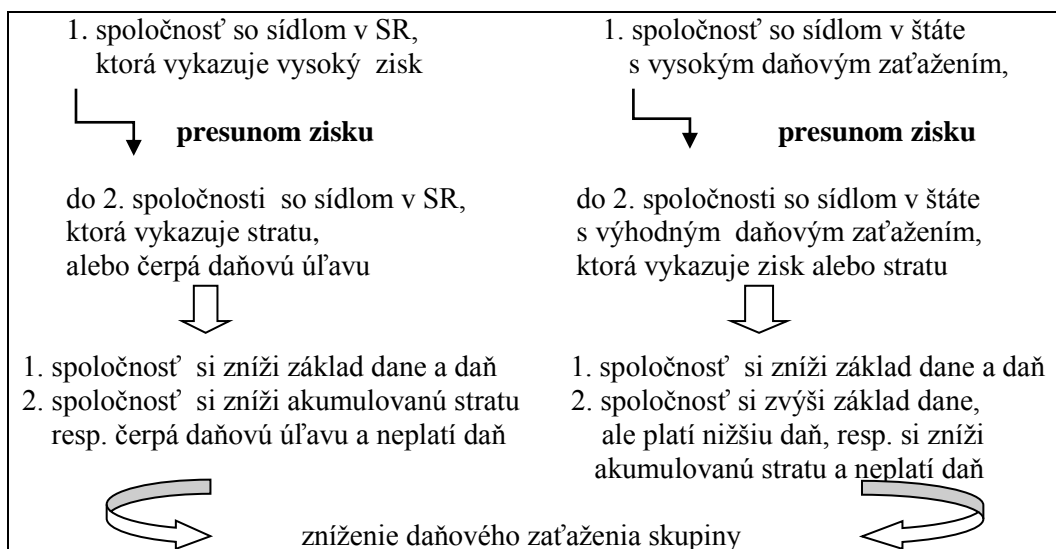 1. spoločnosť so sídlom v SR,
ktorá vykazuje vysoký zisk
presunom zisku
do 2. spoločnosti so sídlom v SR,
ktorá vykazuje stratu,
alebo čerpá daňovú úľavu
1. spoločnosť si zníži základ dane a daň
2. spoločnosť si zníži akumulovanú stratu
resp. čerpá daňovú úľavu a neplatí daň
1. spoločnosť so sídlom v štáte
s vysokým daňovým zaťažením,
presunom zisku
do 2. spoločnosti so sídlom v štáte
s výhodným daňovým zaťažením,
ktorá vykazuje zisk alebo stratu
1. spoločnosť si zníži základ dane a daň
2. spoločnosť si zvýši základ dane,
ale platí nižšiu daň, resp. si zníži
akumulovanú stratu a neplatí daň
zníženie daňového zaťaženia skupiny